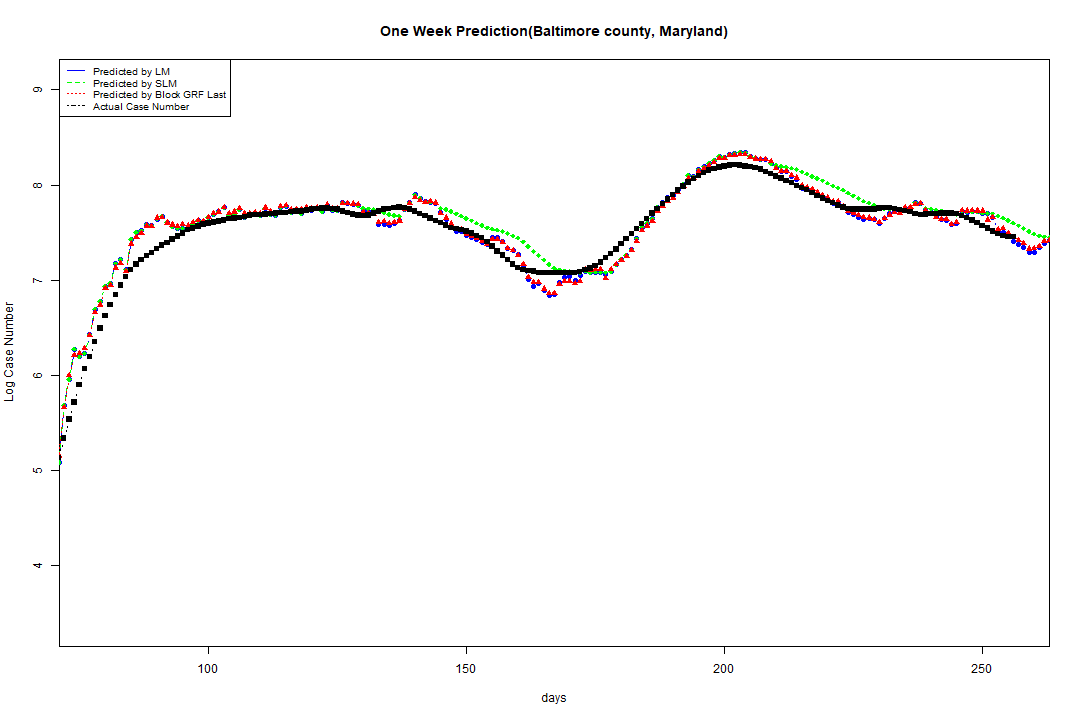 One Week Prediction(Baltimore county, Maryland)
Predicted by LM
Predicted by SLM
Predicted by Block GRF Last
Actual Case Number
9
8
7
6
5
4
Log Case Number
100 150 200 250
days